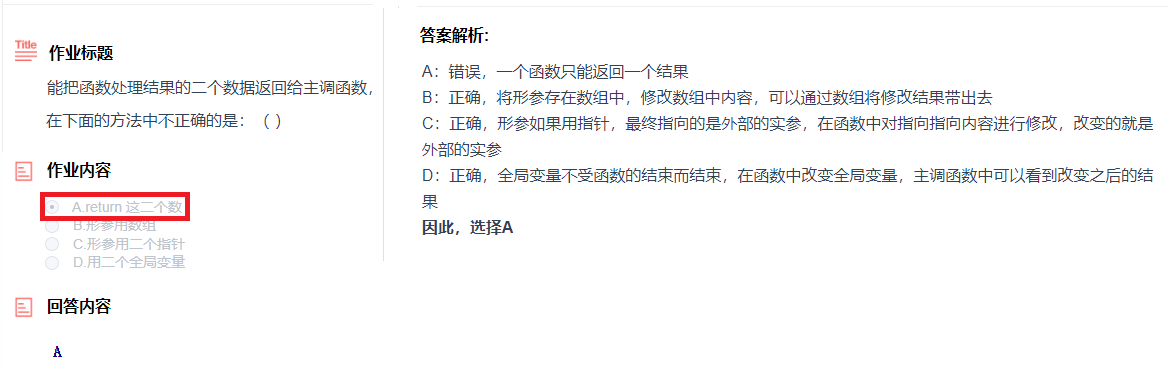 Title
作业标题
能把函数处理结果的二个数据返回给主调函数，
在下面的方法中不正确的是：（ ）
作业内容
A.return 这二个数
B.形参用数组
C.形参用二个指针
D.用二个全局变量
回答内容
A
答案解析：
A：错误，一个函数只能返回一个结果
B：正确，将形参存在数组中，修改数组中内容，可以通过数组将修改结果带出去
C：正确，形参如果用指针，最终指向的是外部的实参，在函数中对指向指向内容进行修改，改变的就是
外部的实参
D：正确，全局变量不受函数的结束而结束，在函数中改变全局变量，主调函数中可以看到改变之后的结
果
因此，选择A